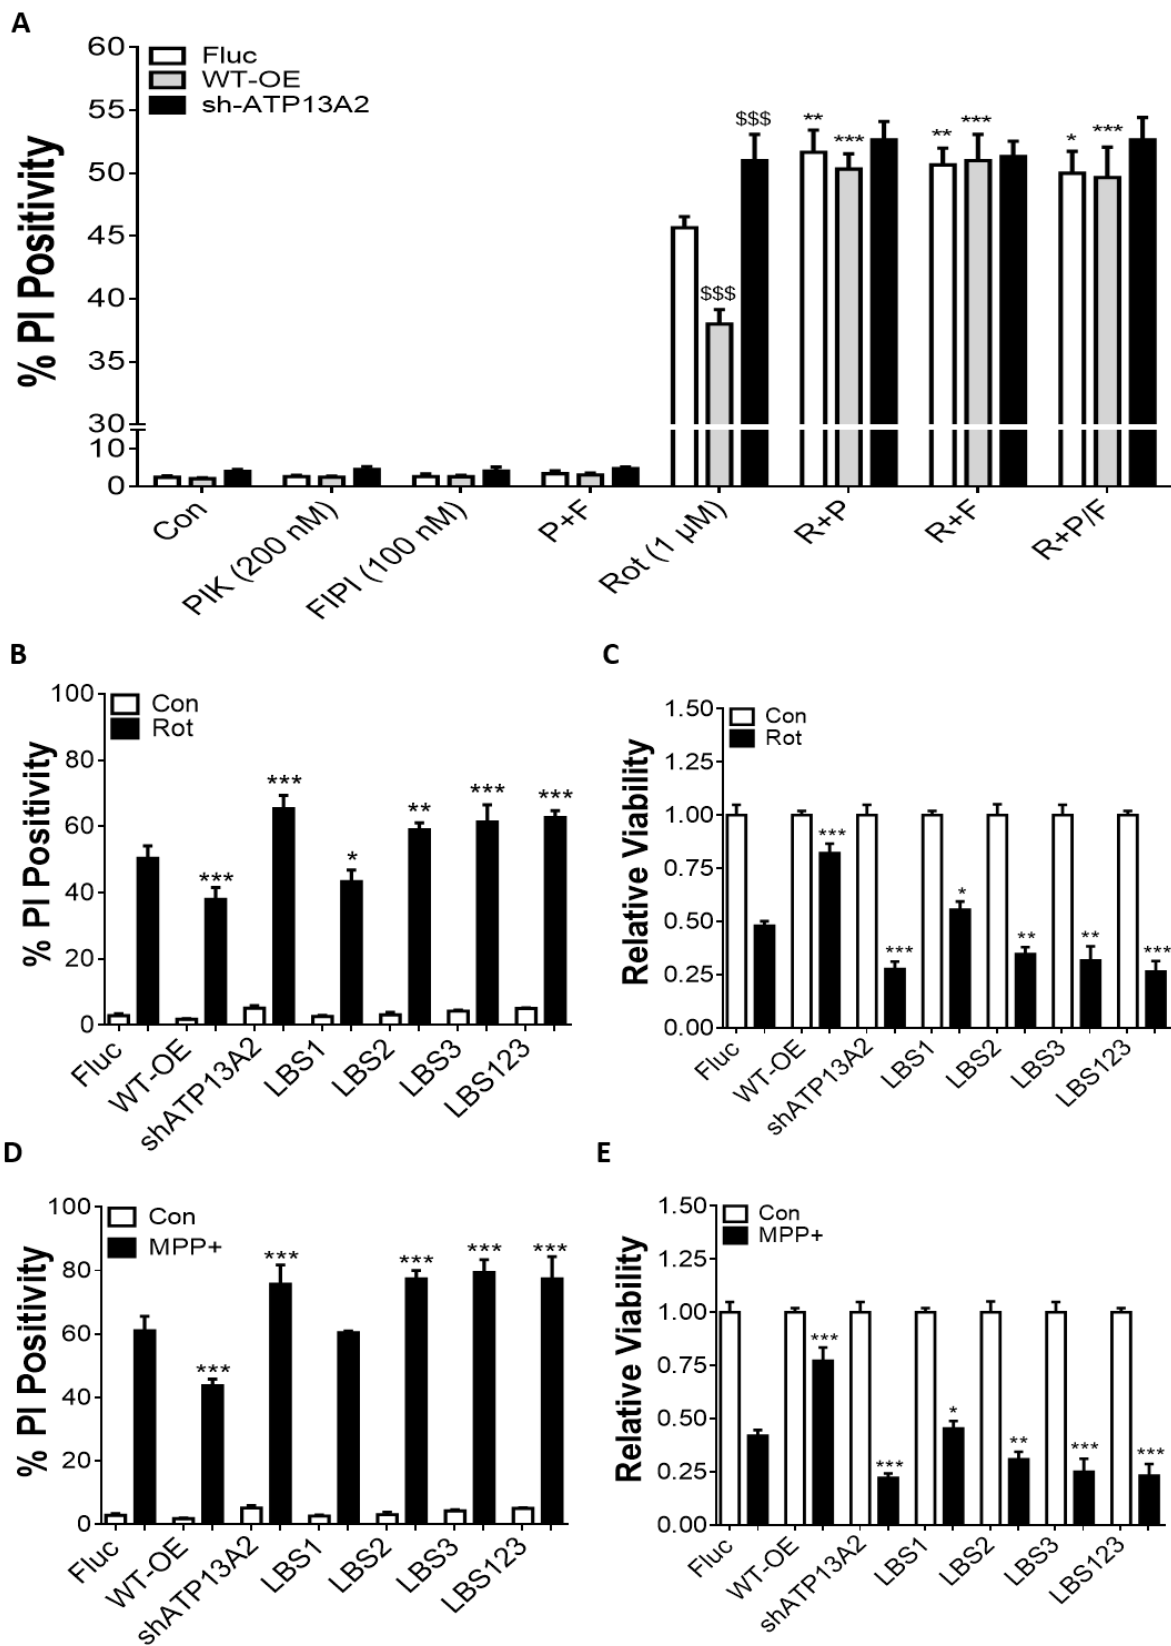 A
% PI Positivity
60
55
50
45
40
35
30
10
0
Fluc
WT-OE
sh-ATP13A2
$$$
$$$
**
***
**
***
*
***
Con
PIK (200 nM)
FIPI (100 nM)
P+F
Rot (1 µM)
R+P
R+F
R+P/F
B
% PI Positivity
100
80
60
40
20
0
Con
Rot
***
***
*
**
***
***
Fluc
WT-OE
shATP13A2
LBS1
LBS2
LBS3
LBS123
C
Relative Viability
1.50
1.25
1.00
0.75
0.50
0.25
0.00
Con
Rot
***
***
*
**
**
***
Fluc
WT-OE
shATP13A2
LBS1
LBS2
LBS3
LBS123
D
% PI Positivity
100
80
60
40
20
0
Con
MPP+
***
***
***
***
***
Fluc
WT-OE
shATP13A2
LBS1
LBS2
LBS3
LBS123
E
Relative Viability
1.50
1.25
1.00
0.75
0.50
0.25
0.00
Con
MPP+
***
***
*
**
***
***
Fluc
WT-OE
shATP13A2
LBS1
LBS2
LBS3
LBS123